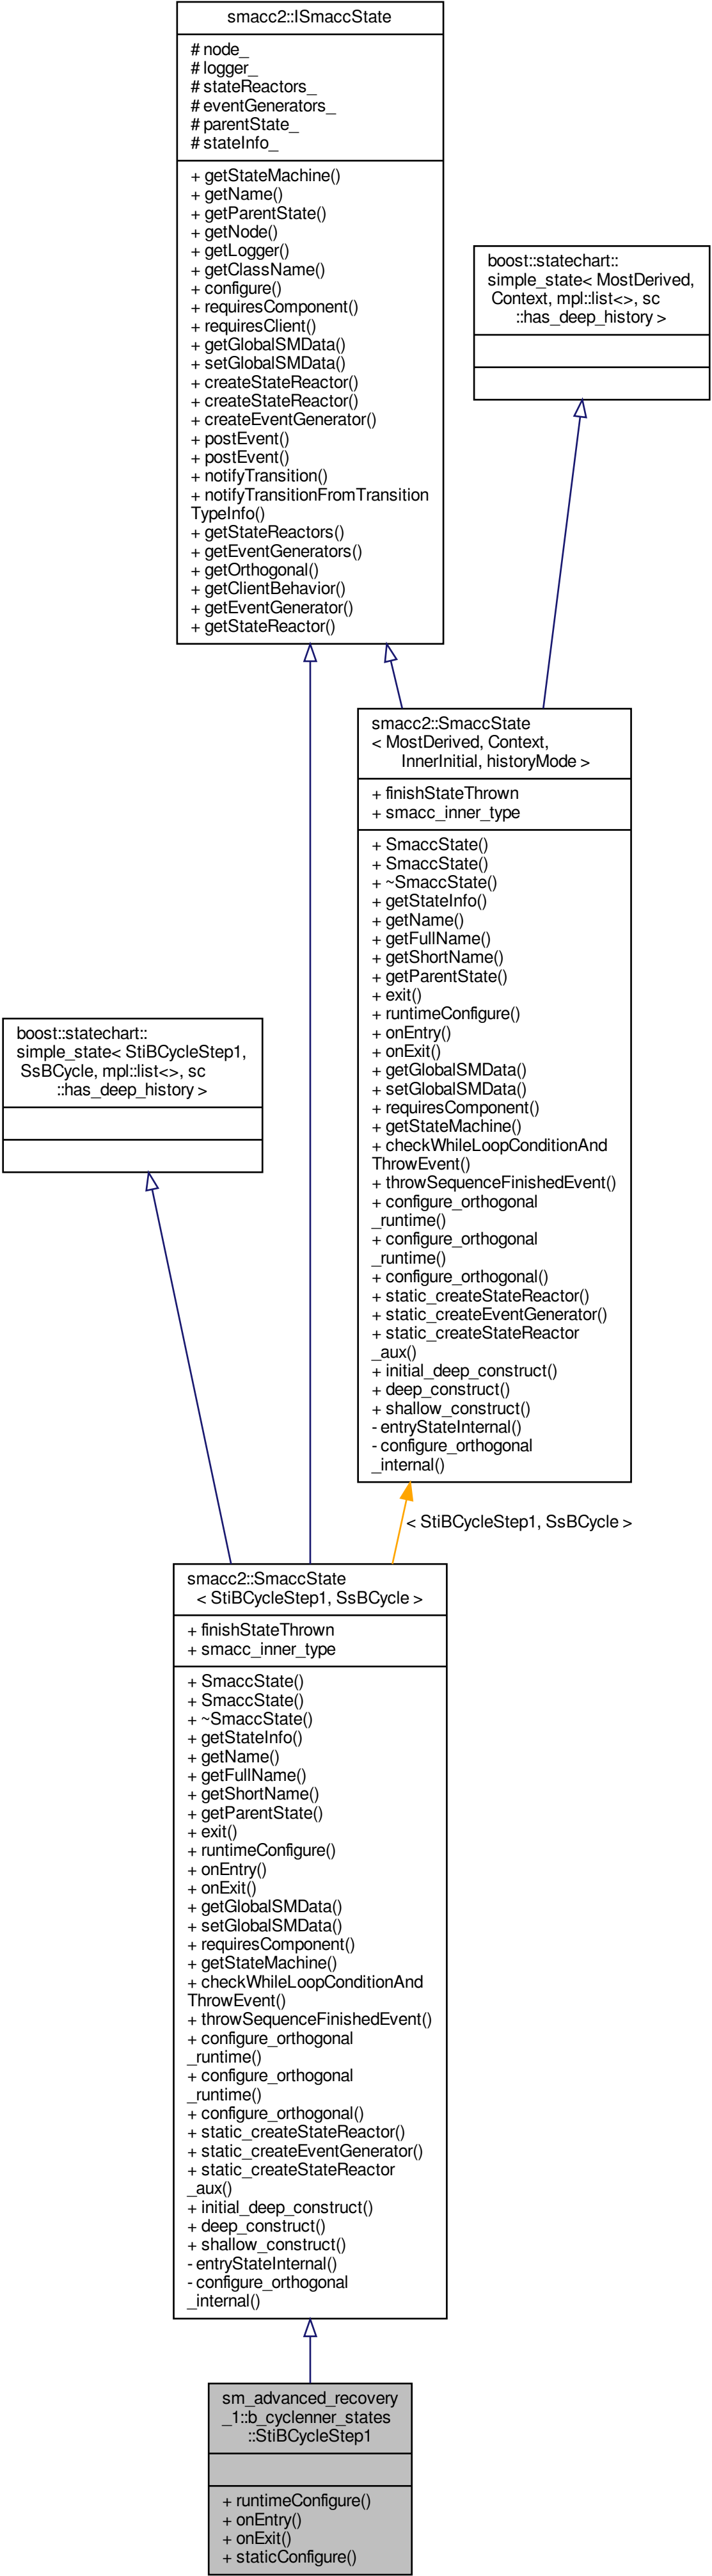 smacc2::ISmaccState
# node_
# logger_
# stateReactors_
# eventGenerators_
# parentState_
# stateInfo_
+ getStateMachine()
+ getName()
+ getParentState()
+ getNode()
+ getLogger()
+ getClassName()
+ configure()
+ requiresComponent()
+ requiresClient()
+ getGlobalSMData()
+ setGlobalSMData()
+ createStateReactor()
+ createStateReactor()
+ createEventGenerator()
+ postEvent()
+ postEvent()
+ notifyTransition()
+ notifyTransitionFromTransition
TypeInfo()
+ getStateReactors()
+ getEventGenerators()
+ getOrthogonal()
+ getClientBehavior()
+ getEventGenerator()
+ getStateReactor()
boost::statechart::
simple_state< MostDerived,
Context, mpl::list<>, sc
::has_deep_history >
smacc2::SmaccState
< MostDerived, Context,
InnerInitial, historyMode >
+ finishStateThrown
+ smacc_inner_type
+ SmaccState()
+ SmaccState()
+ ~SmaccState()
+ getStateInfo()
+ getName()
+ getFullName()
+ getShortName()
+ getParentState()
+ exit()
+ runtimeConfigure()
+ onEntry()
+ onExit()
+ getGlobalSMData()
+ setGlobalSMData()
+ requiresComponent()
+ getStateMachine()
+ checkWhileLoopConditionAnd
ThrowEvent()
+ throwSequenceFinishedEvent()
+ configure_orthogonal
_runtime()
+ configure_orthogonal
_runtime()
+ configure_orthogonal()
+ static_createStateReactor()
+ static_createEventGenerator()
+ static_createStateReactor
_aux()
+ initial_deep_construct()
+ deep_construct()
+ shallow_construct()
- entryStateInternal()
- configure_orthogonal
_internal()
boost::statechart::
simple_state< StiBCycleStep1,
SsBCycle, mpl::list<>, sc
::has_deep_history >
< StiBCycleStep1, SsBCycle >
smacc2::SmaccState
< StiBCycleStep1, SsBCycle >
+ finishStateThrown
+ smacc_inner_type
+ SmaccState()
+ SmaccState()
+ ~SmaccState()
+ getStateInfo()
+ getName()
+ getFullName()
+ getShortName()
+ getParentState()
+ exit()
+ runtimeConfigure()
+ onEntry()
+ onExit()
+ getGlobalSMData()
+ setGlobalSMData()
+ requiresComponent()
+ getStateMachine()
+ checkWhileLoopConditionAnd
ThrowEvent()
+ throwSequenceFinishedEvent()
+ configure_orthogonal
_runtime()
+ configure_orthogonal
_runtime()
+ configure_orthogonal()
+ static_createStateReactor()
+ static_createEventGenerator()
+ static_createStateReactor
_aux()
+ initial_deep_construct()
+ deep_construct()
+ shallow_construct()
- entryStateInternal()
- configure_orthogonal
_internal()
sm_advanced_recovery
_1::b_cyclenner_states
::StiBCycleStep1
+ runtimeConfigure()
+ onEntry()
+ onExit()
+ staticConfigure()